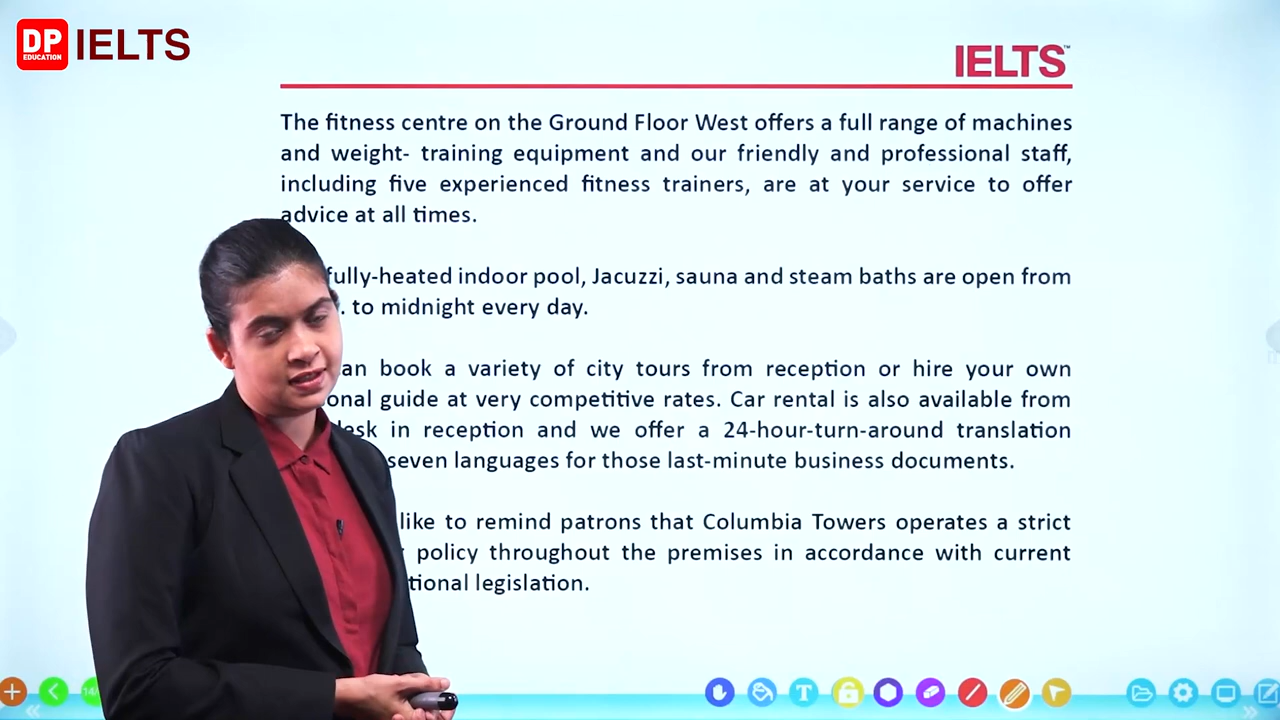 DP
EDUCATION
IELTS
IELTS™
The fitness centre on the Ground Floor West offers a full range of machines
and weight- training equipment and our friendly and professional staff,
including five experienced fitness trainers, are at your service to offer
advice at all times.
fully-heated indoor pool, Jacuzzi, sauna and steam baths are open from
. to midnight every day.
book a variety of city tours from reception or hire your own
guide at very competitive rates. Car rental is also available from
in reception and we offer a 24-hour-turn-around translation
seven languages for those last-minute business documents.
like to remind patrons that Columbia Towers operates a strict
policy throughout the premises in accordance with current
legislation.
T